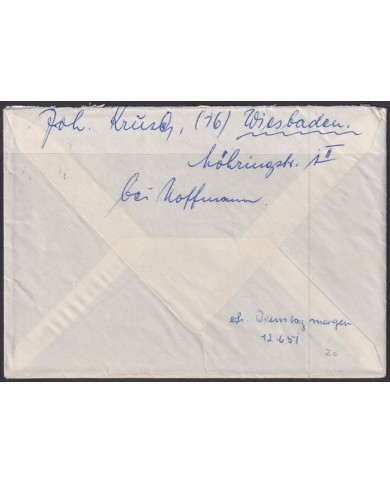 Joh. Krusch, (16) Wiesbaden.
Möhringstr. 1 II
bei Hoffmann.
erh. Dienstag morgen
12.6.51
20